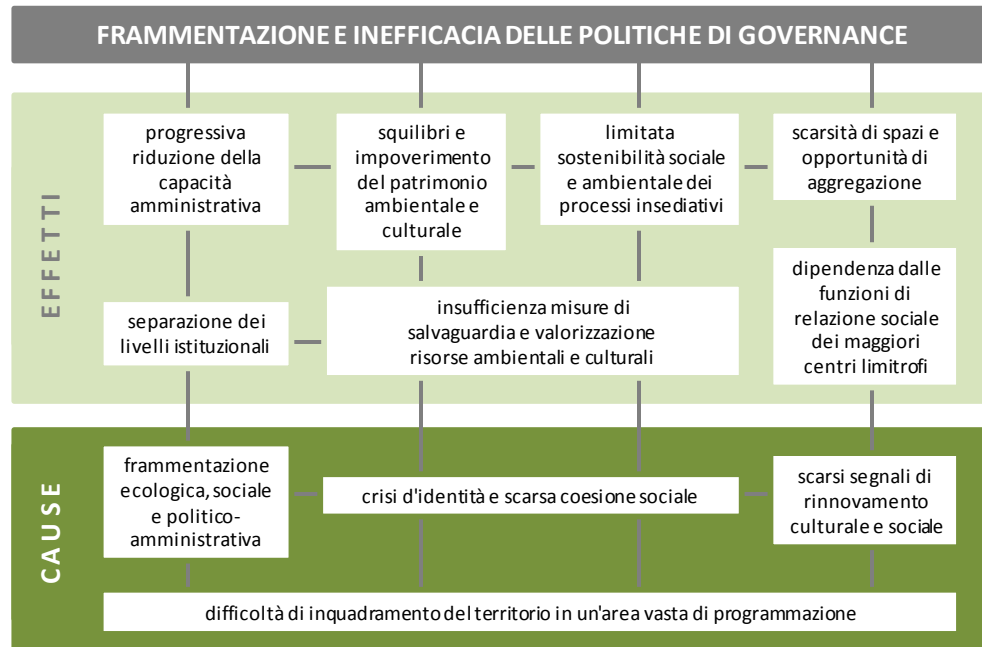 FRAMMENTAZIONE E INEFFICACIA DELLE POLITICHE DI GOVERNANCE
EFFETTI
progressiva
riduzione della
capacità
amministrativa
squilibri e
impoverimento
del patrimonio
ambientale e
culturale
limitata
sostenibilità sociale
e ambientale dei
processi insediativi
scarsità di spazi e
opportunità di
aggregazione
separazione dei
livelli istituzionali
insufficienza misure di
salvaguardia e valorizzazione
risorse ambientali e culturali
dipendenza dalle
funzioni di
relazione sociale
dei maggiori
centri limitrofi
CAUSE
frammentazione
ecologica, sociale
e politico-
amministrativa
crisi d'identità e scarsa coesione sociale
scarsi segnali di
rinnovamento
culturale e sociale
difficoltà di inquadramento del territorio in un'area vasta di programmazione